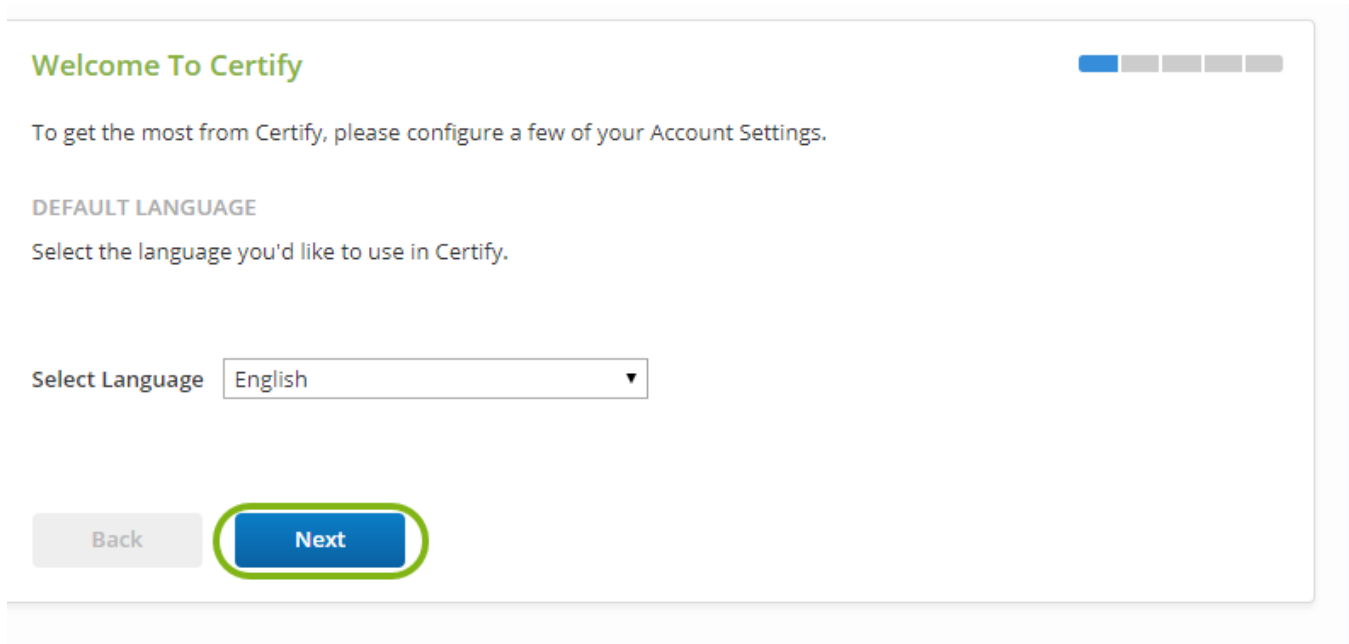 Welcome To Certify
To get the most from Certify, please configure a few of your Account Settings.
DEFAULT LANGUAGE
Select the language you'd like to use in Certify.
Select Language English
Back Next